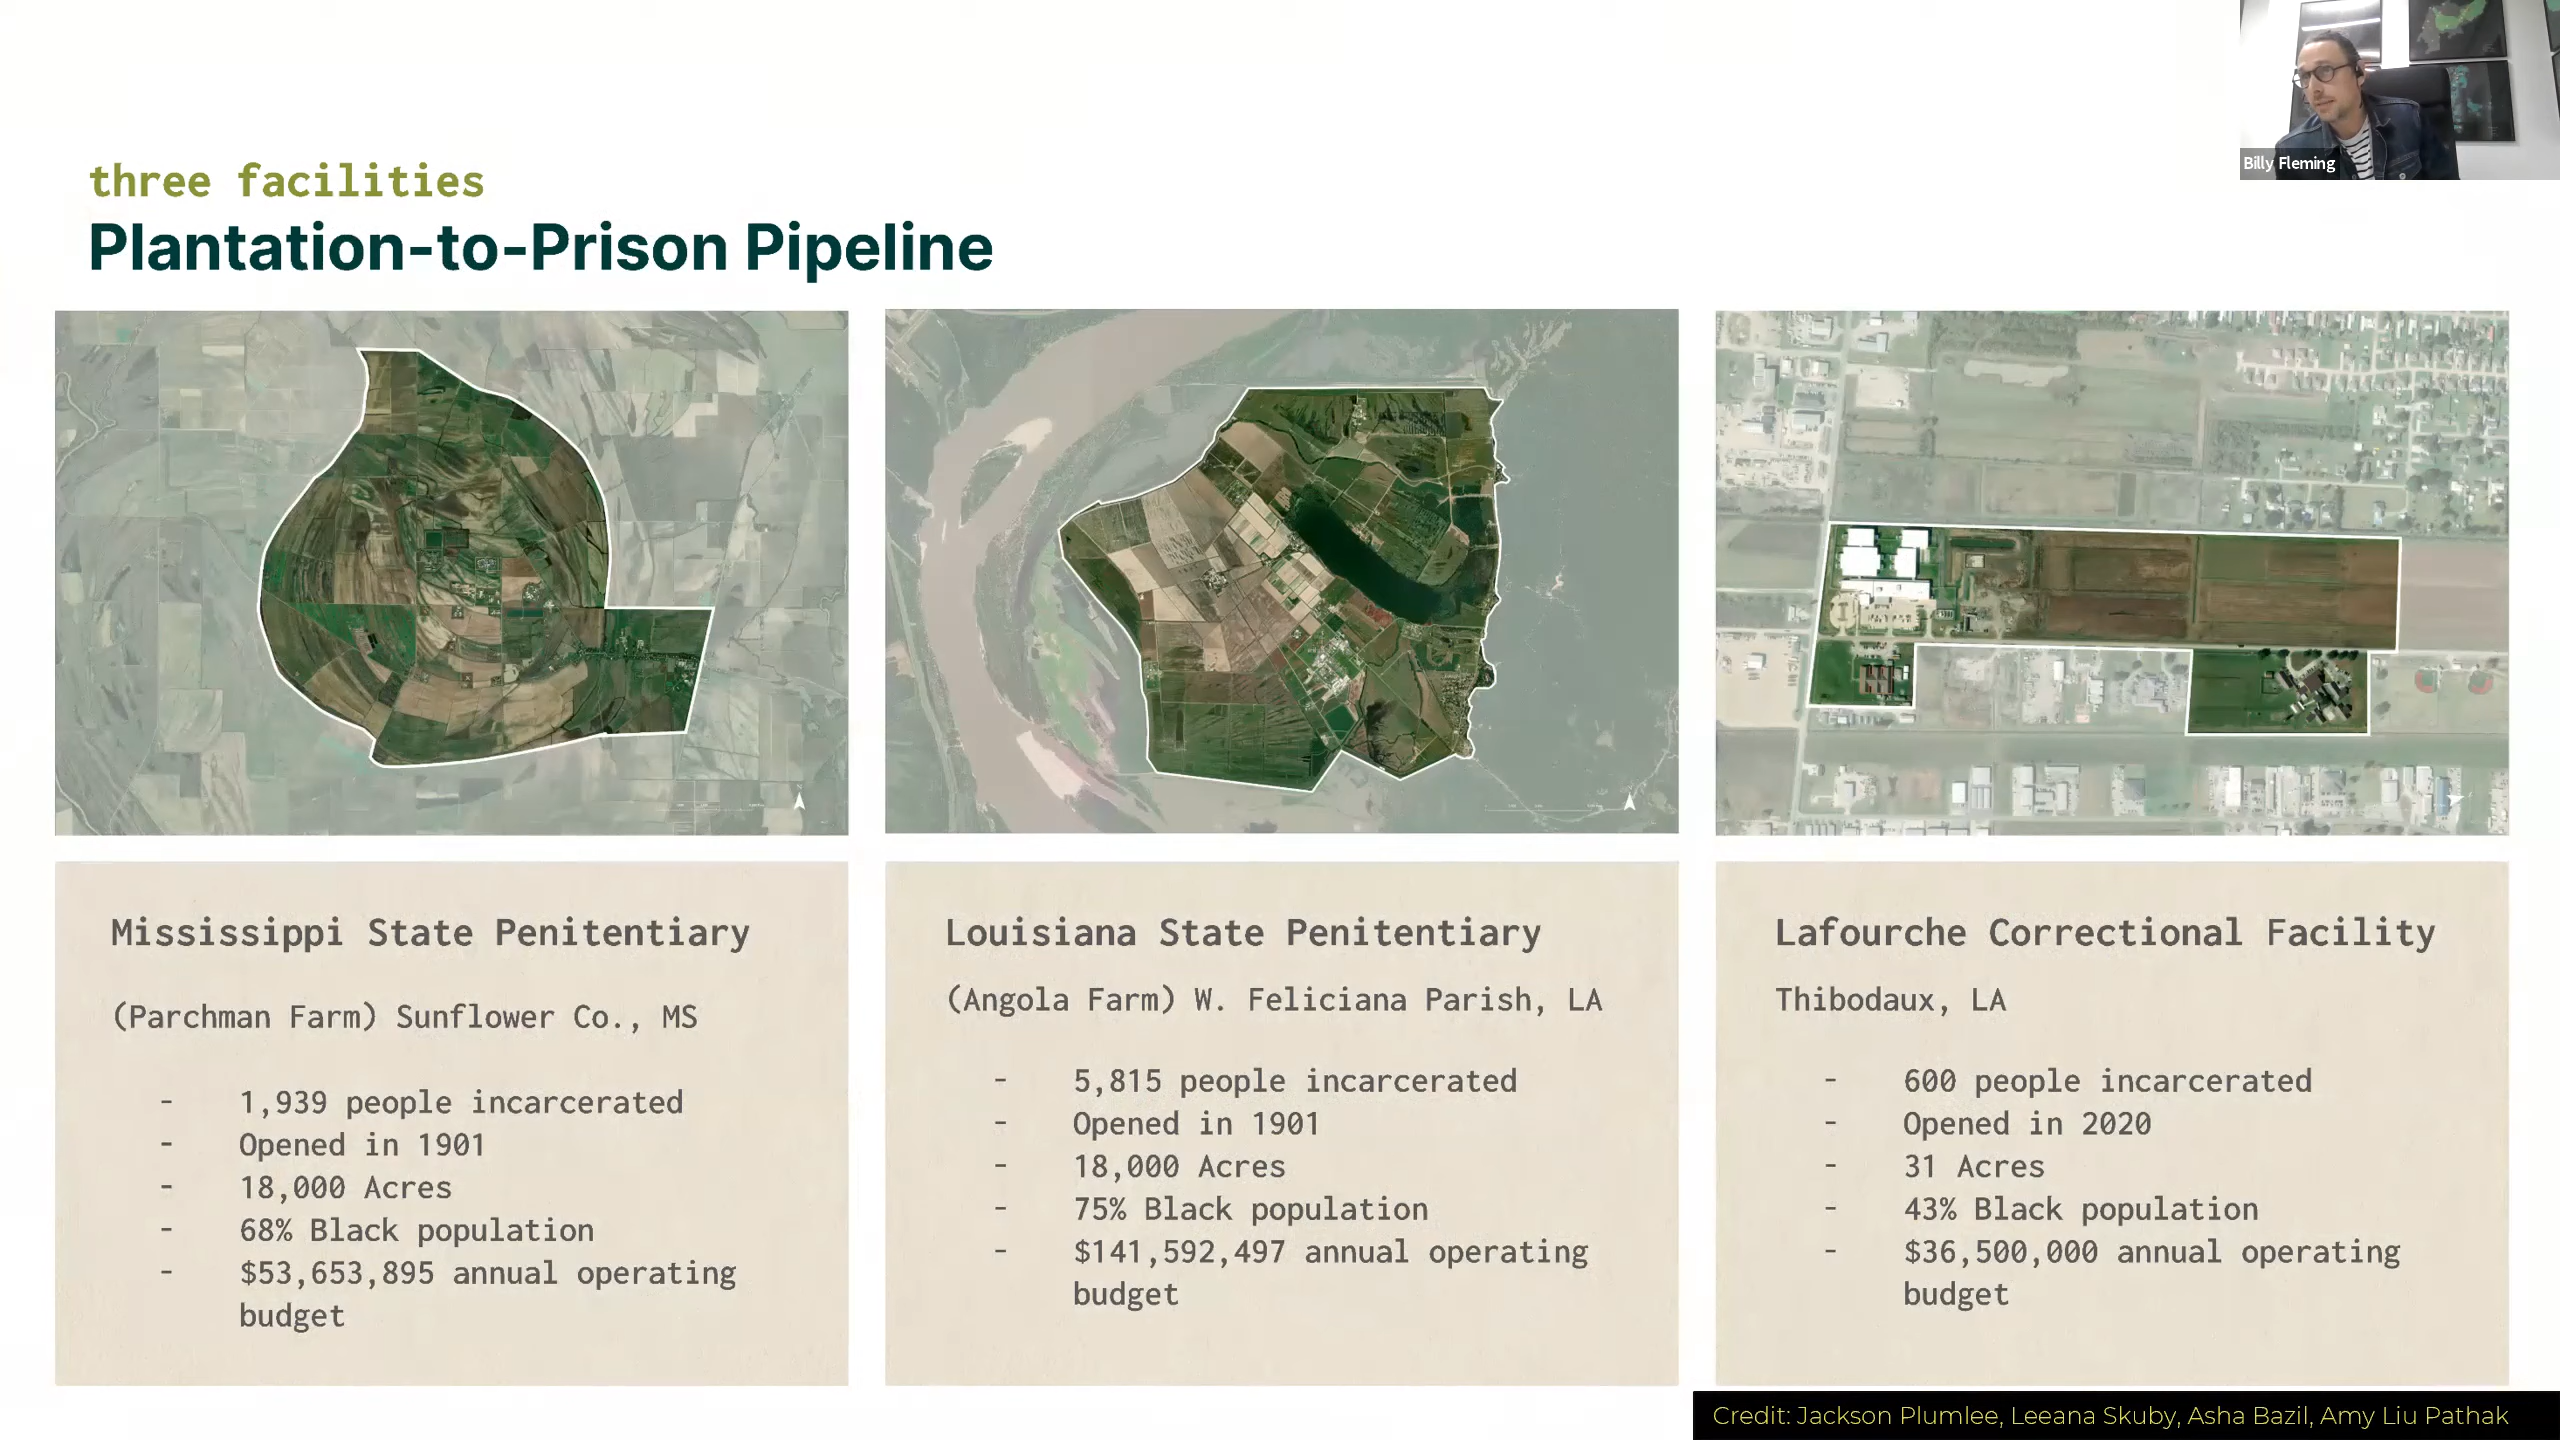 three facilities
Plantation-to-Prison Pipeline
Billy Fleming
Mississippi State Penitentiary
(Parchman Farm) Sunflower Co., MS
- 1,939 people incarcerated
- Opened in 1901
- 18,000 Acres
- 68% Black population
- $53,653,895 annual operating
budget
Louisiana State Penitentiary
(Angola Farm) W. Feliciana Parish, LA
- 5,815 people incarcerated
- Opened in 1901
- 18,000 Acres
- 75% Black population
- $141,592,497 annual operating
budget
Lafourche Correctional Facility
Thibodaux, LA
- 600 people incarcerated
- Opened in 2020
- 31 Acres
- 43% Black population
- $36,500,000 annual operating
budget
Credit: Jackson Plumlee, Leeana Skuby, Asha Bazil, Amy Liu Pathak